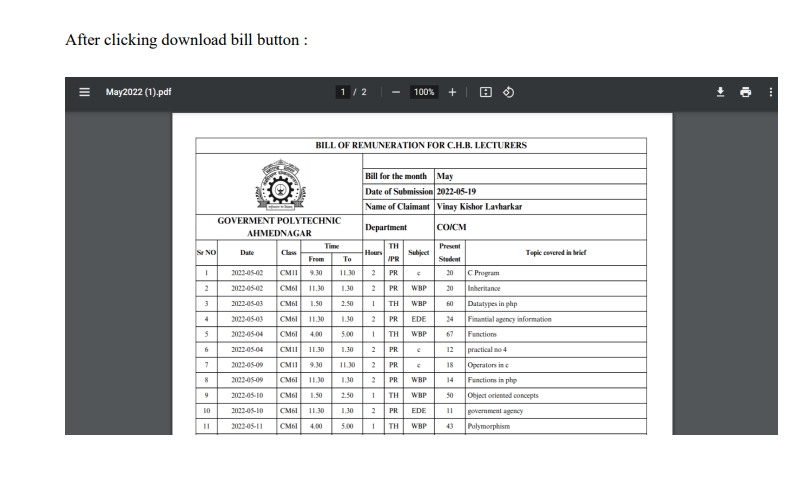 After clicking download bill button :
May2022 (1).pdf 1 / 2 − 100% +
BILL OF REMUNERATION FOR C.H.B. LECTURERS
Bill for the month May
Date of Submission 2022-05-19
Name of Claimant Vinay Kishor Lavharkar
GOVERMENT POLYTECHNIC
AHMEDNAGAR
Department CO/CM
Sr NO Date Class Time From To Hours TH /PR Subject Present Student Topic covered in brief
1 2022-05-02 CM1I 9.30 11.30 2 PR c 20 C Program
2 2022-05-02 CM6I 11.30 1.30 2 PR WBP 20 Inheritance
3 2022-05-03 CM6I 1.50 2.50 1 TH WBP 60 Datatypes in php
4 2022-05-03 CM6I 11.30 1.30 2 PR EDE 24 Finantial agency information
5 2022-05-04 CM6I 4.00 5.00 1 TH WBP 67 Functions
6 2022-05-04 CM1I 11.30 1.30 2 PR c 12 practical no 4
7 2022-05-09 CM1I 9.30 11.30 2 PR c 18 Operators in c
8 2022-05-09 CM6I 11.30 1.30 2 PR WBP 14 Functions in php
9 2022-05-10 CM6I 1.50 2.50 1 TH WBP 50 Object oriented concepts
10 2022-05-10 CM6I 11.30 1.30 2 PR EDE 11 government agency
11 2022-05-11 CM6I 4.00 5.00 1 TH WBP 43 Polymorphism